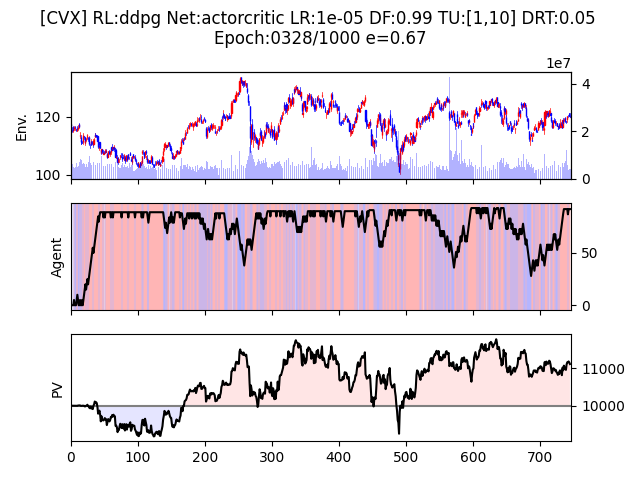 [CVX] RL:ddpg Net:actorcritic LR:1e-05 DF:0.99 TU:[1,10] DRT:0.05
Epoch:0328/1000 e=0.67
1e7
Env.
120
100
4
2
0
Agent
50
0
PV
11000
10000
0 100 200 300 400 500 600 700